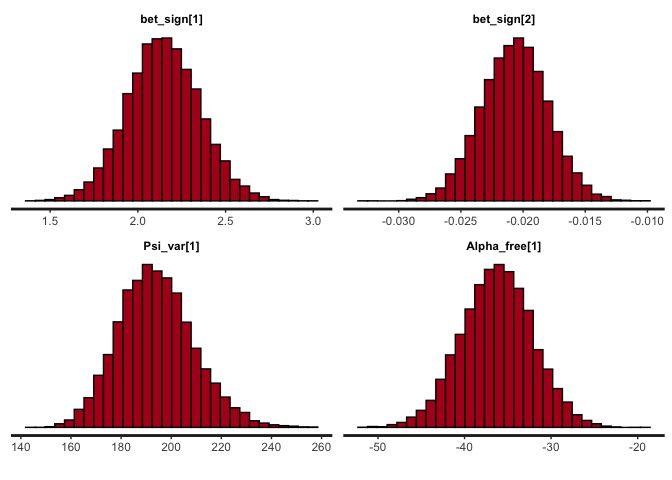 bet_sign[1] bet_sign[2]
1.5 2.0 2.5 3.0 -0.030 -0.025 -0.020 -0.015 -0.010
Psi_var[1] Alpha_free[1]
140 160 180 200 220 240 260 -50 -40 -30 -20